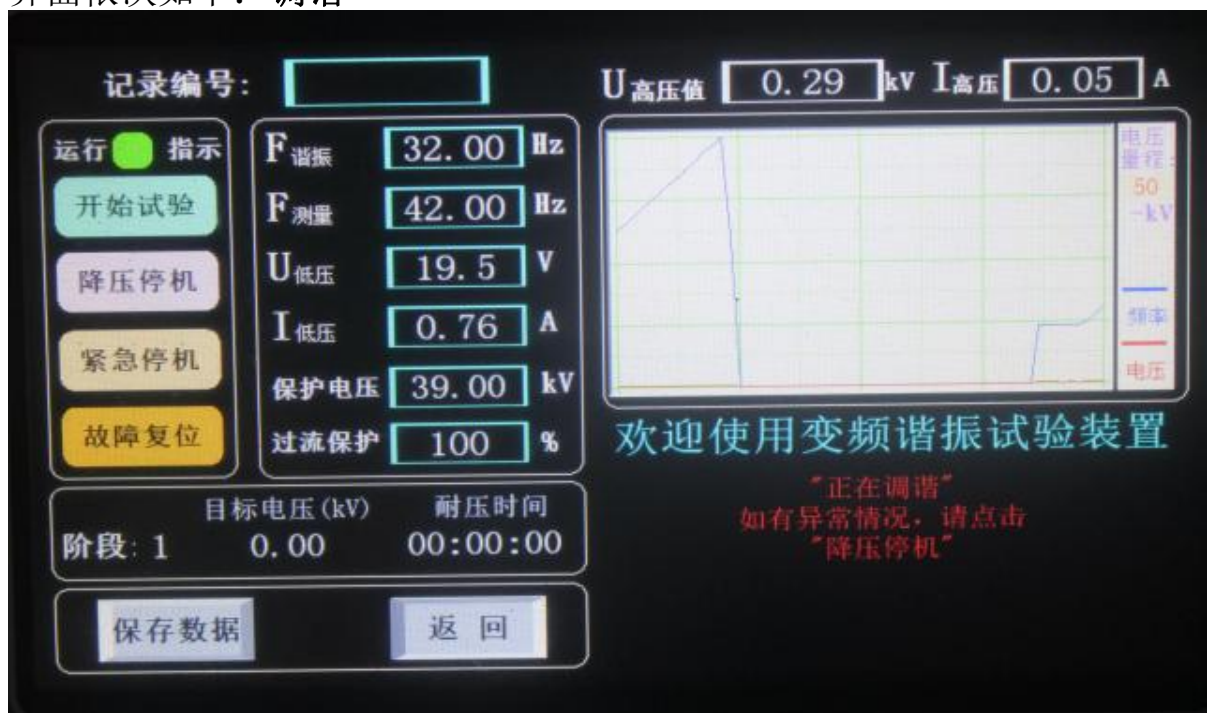 记录编号:
U高压值 0.29 kV I高压 0.05 A
运行 指示
开始试验
降压停机
紧急停机
故障复位
F谐振 32.00 Hz
F测量 42.00 Hz
U低压 19.5 V
I低压 0.76 A
保护电压 39.00 kV
过流保护 100 %
电压
量程:
50
-kV
频率
电压
欢迎使用变频谐振试验装置
"正在调谐"
如有异常情况，请点击
"降压停机"
目标电压(kV) 耐压时间
阶段: 1 0.00 00:00:00
保存数据 返 回